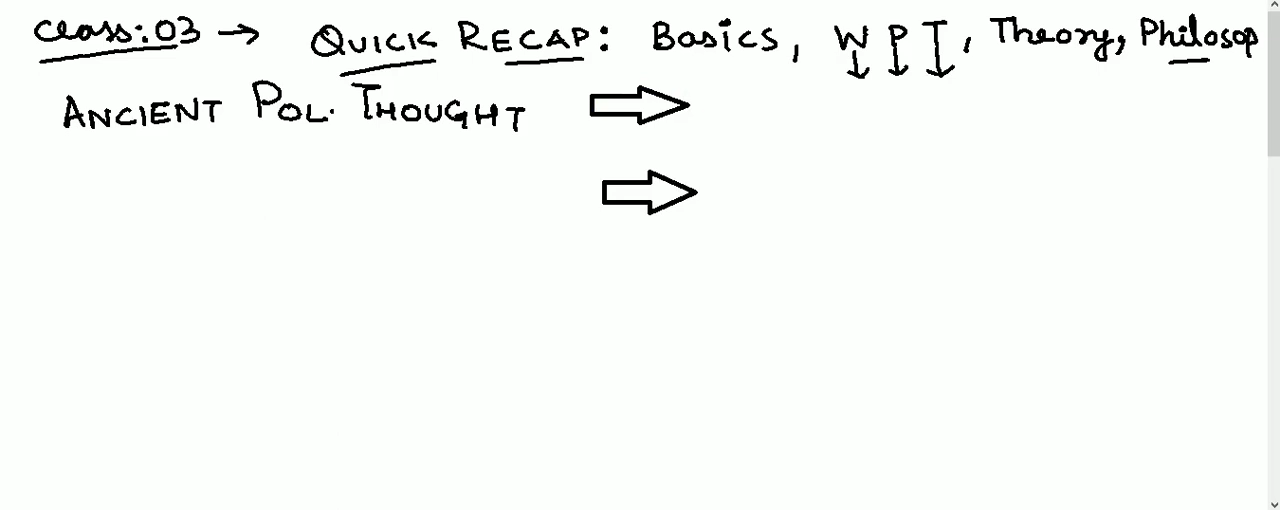 Class:03 → QUICK RECAP: Basics, W P T, Theory, Philosop
ANCIENT POL. THOUGHT